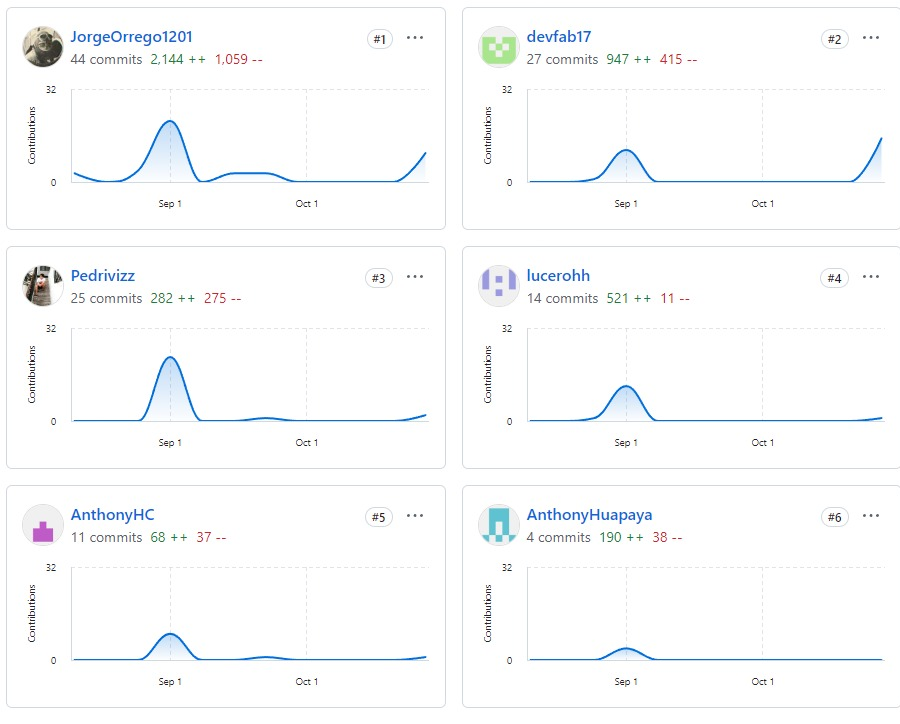 JorgeOrrego1201 #1 ···
44 commits 2,144 ++ 1,059 --
32
Contributions
0
Sep 1 Oct 1
devfab17 #2 ···
27 commits 947 ++ 415 --
32
Contributions
0
Sep 1 Oct 1
Pedrivizz #3 ···
25 commits 282 ++ 275 --
32
Contributions
0
Sep 1 Oct 1
lucerohh #4 ···
14 commits 521 ++ 11 --
32
Contributions
0
Sep 1 Oct 1
AnthonyHC #5 ···
11 commits 68 ++ 37 --
32
Contributions
0
Sep 1 Oct 1
AnthonyHuapaya #6 ···
4 commits 190 ++ 38 --
32
Contributions
0
Sep 1 Oct 1